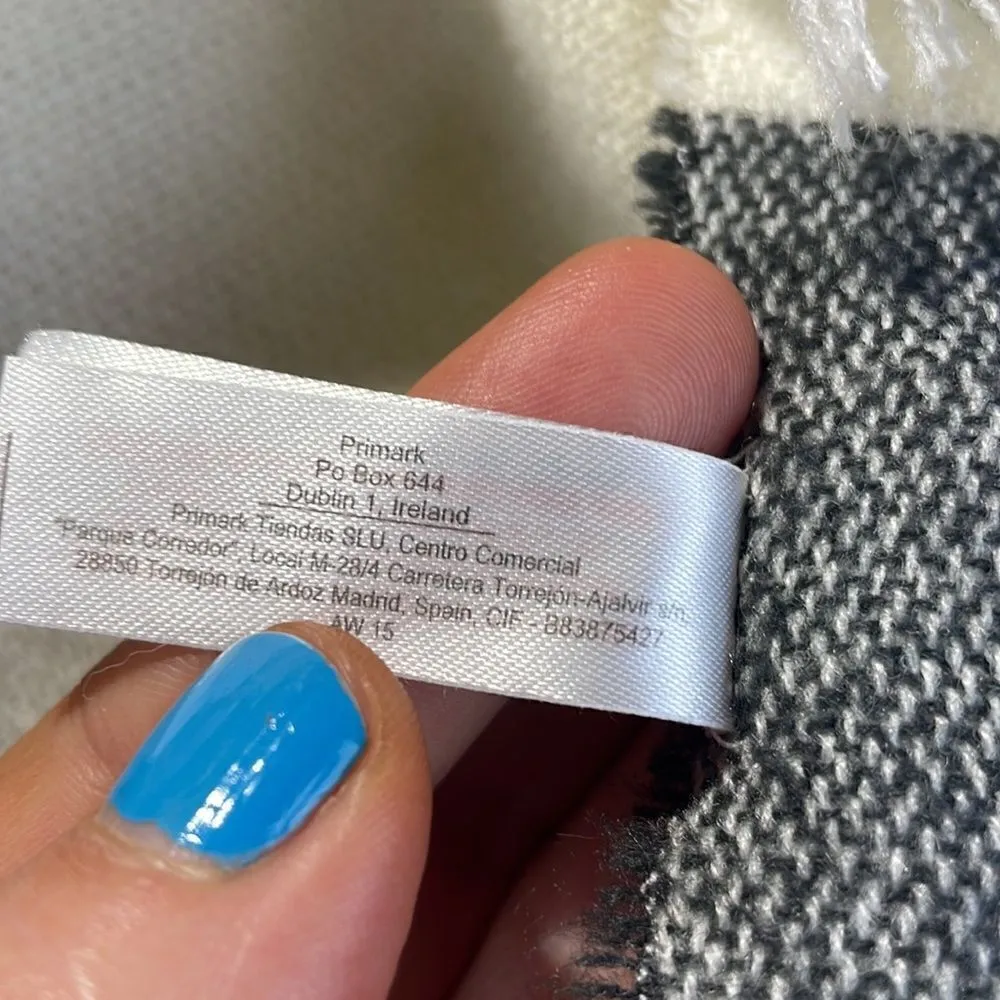 Primark
Po Box 644
Dublin 1, Ireland
Primark Tiendas SLU, Centro Comercial
"Parque Corredor", Local M-28/4 Carretera Torrejón-Ajalvir s/n
28850 Torrejón de Ardoz Madrid, Spain, CIF - B83875427
AW 15